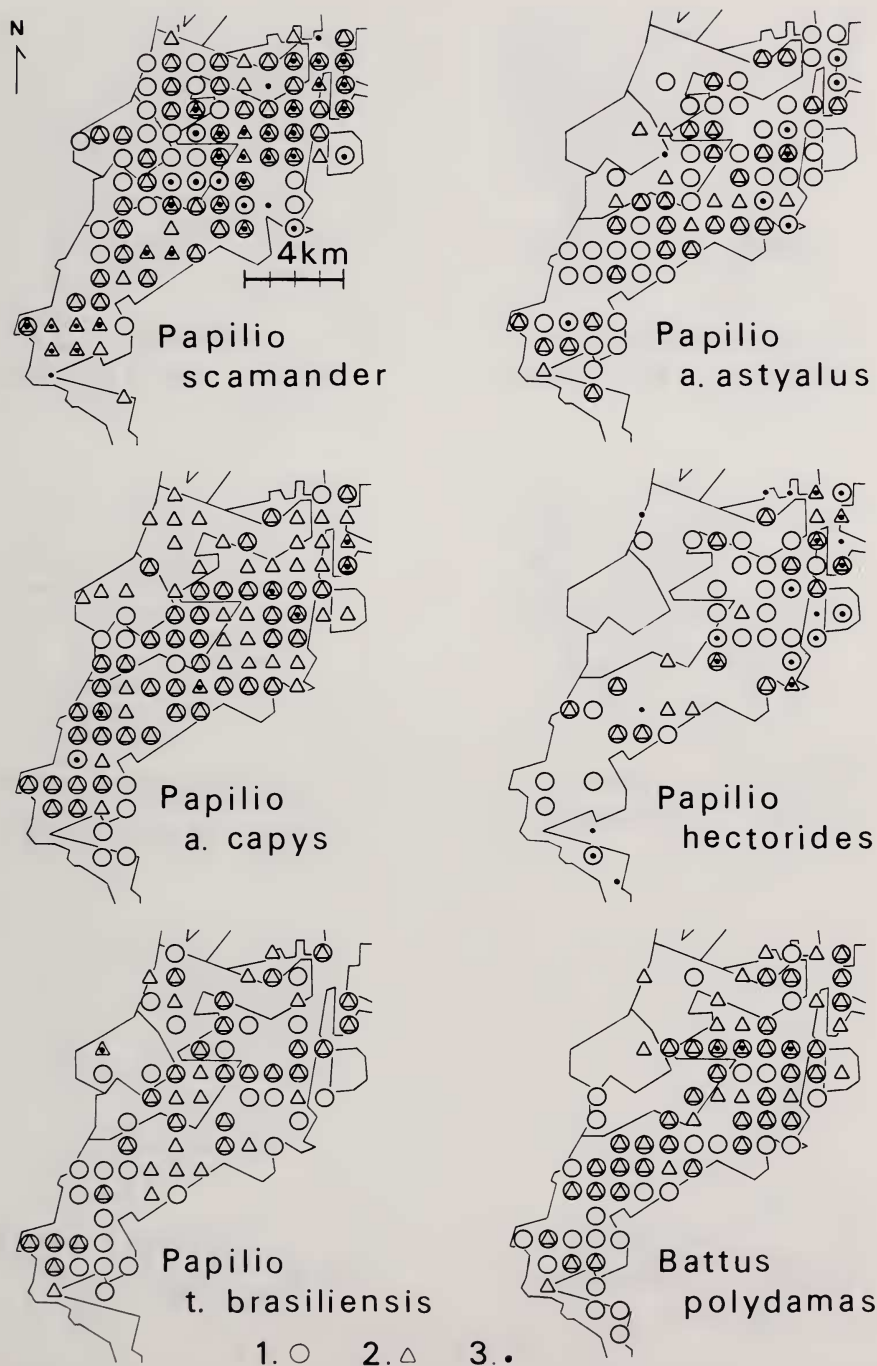 N
4km
Papilio
scamander
Papilio
a. astyalus
Papilio
a. capys
Papilio
hectorides
Papilio
t. brasiliensis
Battus
polydamas
1. ○ 2. △ 3. •